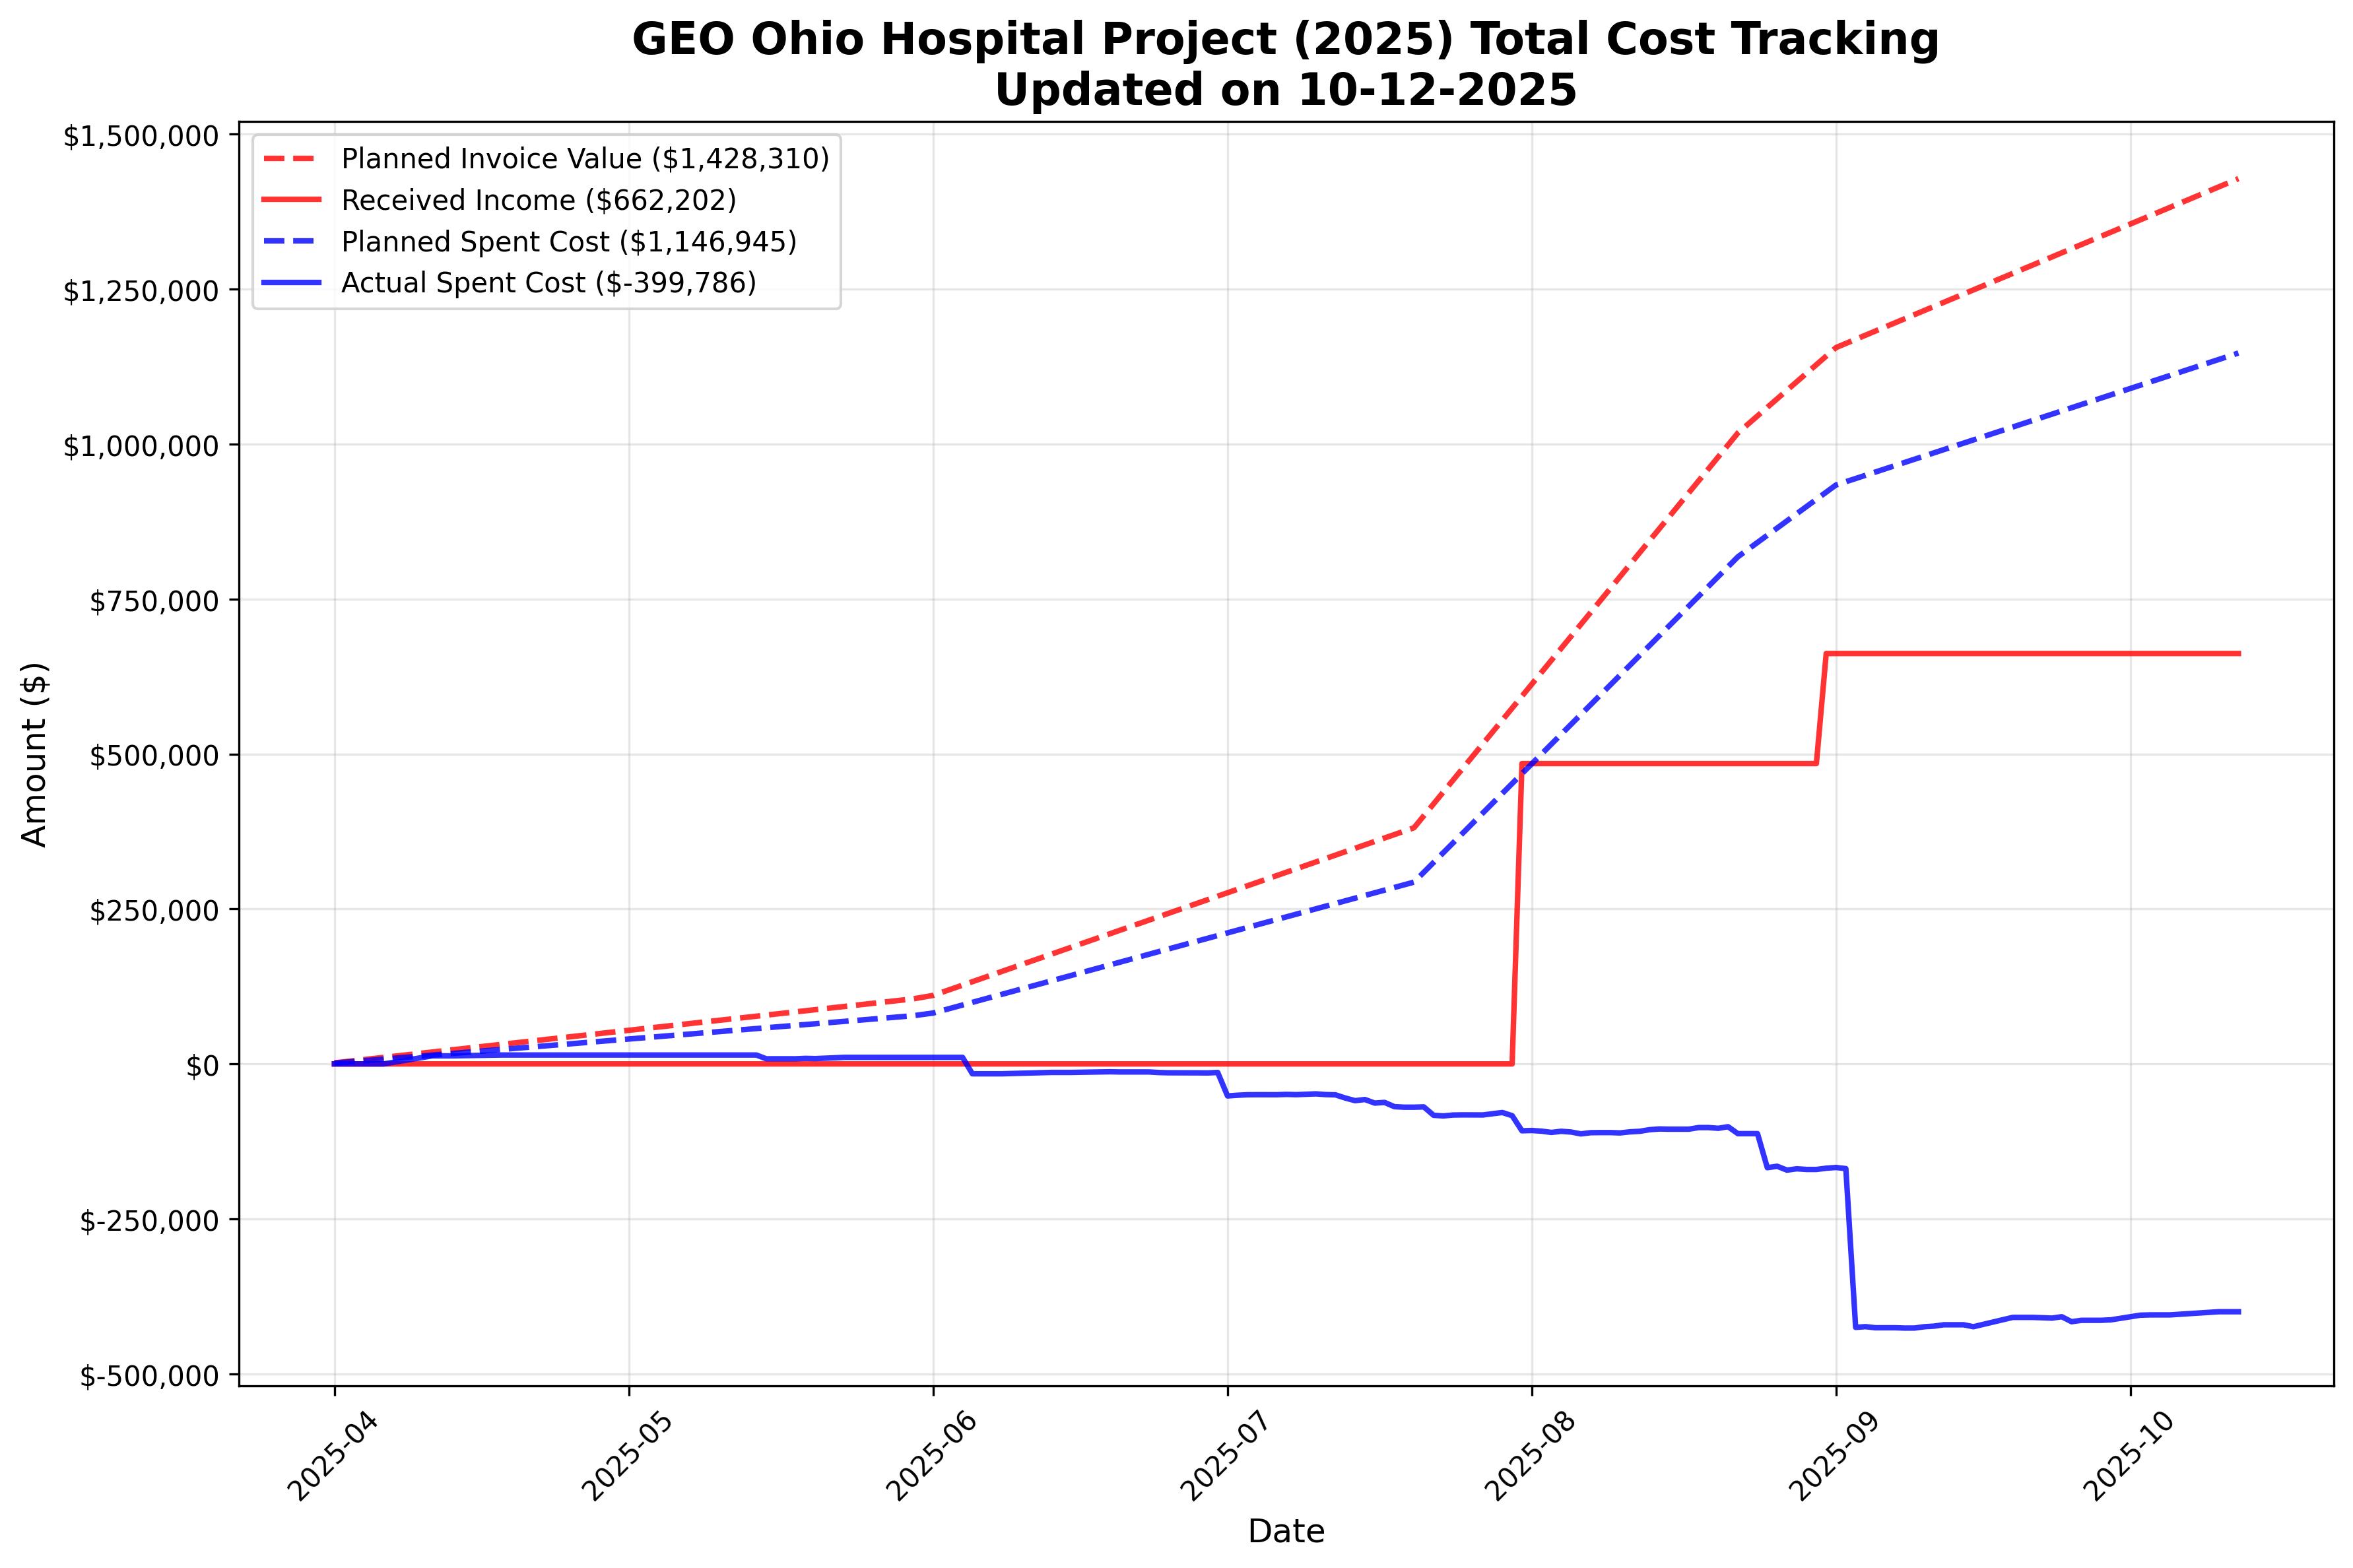 GEO Ohio Hospital Project (2025) Total Cost Tracking
Updated on 10-12-2025
Planned Invoice Value ($1,428,310)
Received Income ($662,202)
Planned Spent Cost ($1,146,945)
Actual Spent Cost ($-399,786)
Amount ($)
$1,500,000
$1,250,000
$1,000,000
$750,000
$500,000
$250,000
$0
$-250,000
$-500,000
2025-04
2025-05
2025-06
2025-07
2025-08
2025-09
2025-10
Date